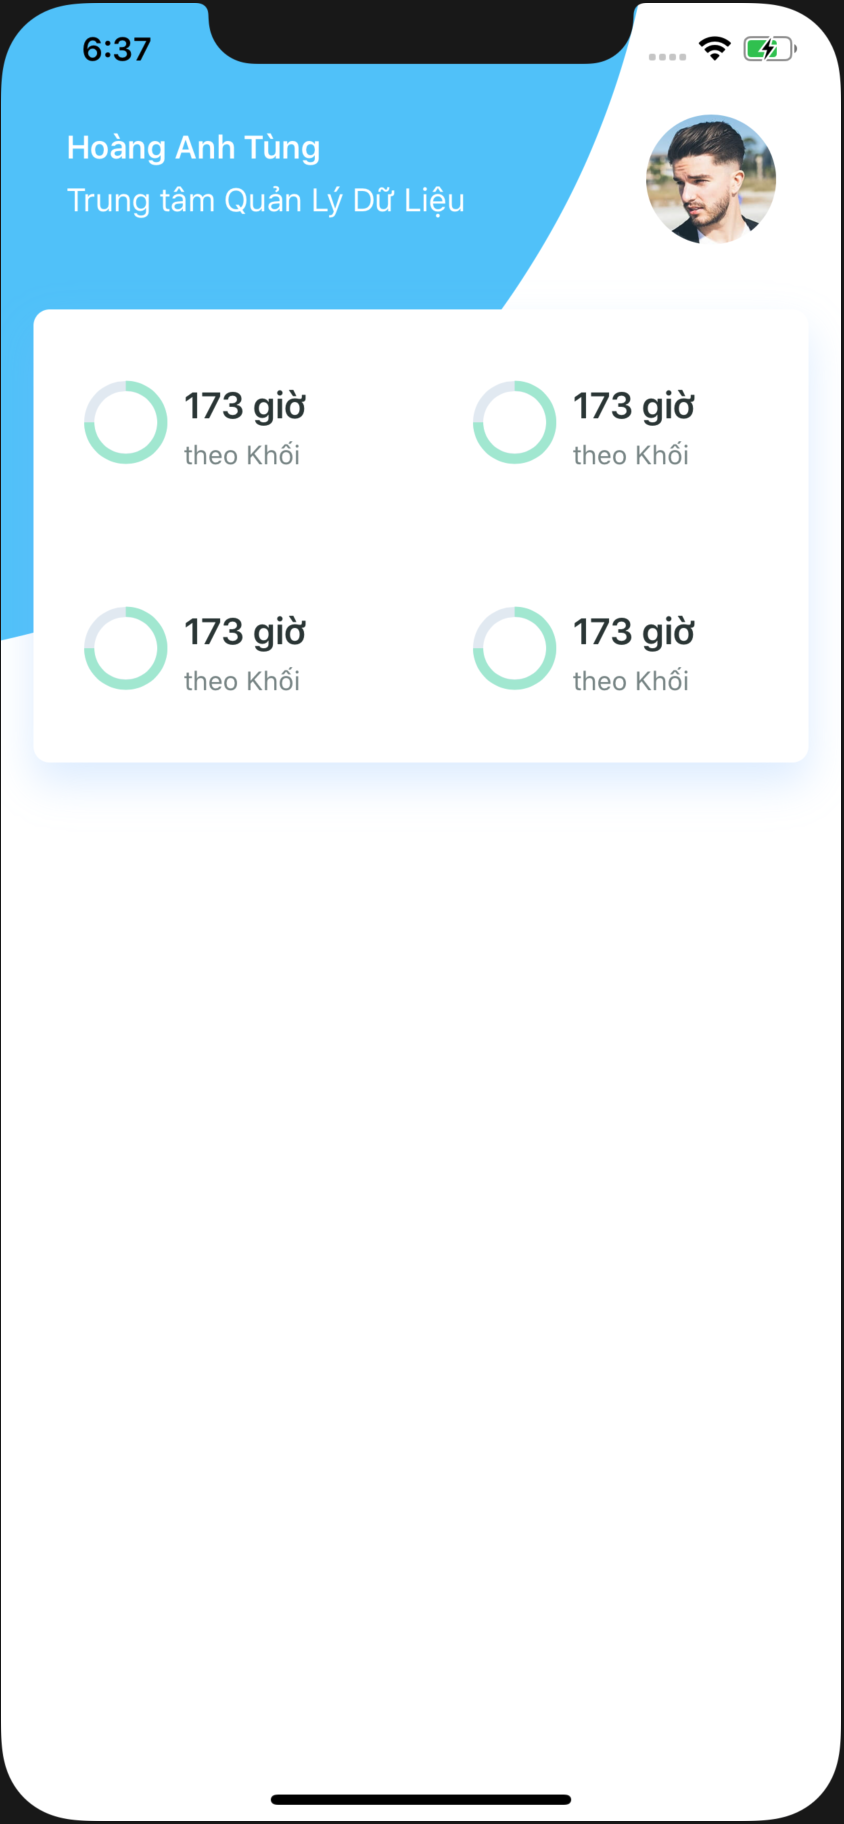 6:37
Hoàng Anh Tùng
Trung tâm Quản Lý Dữ Liệu
173 giờ
theo Khối
173 giờ
theo Khối
173 giờ
theo Khối
173 giờ
theo Khối